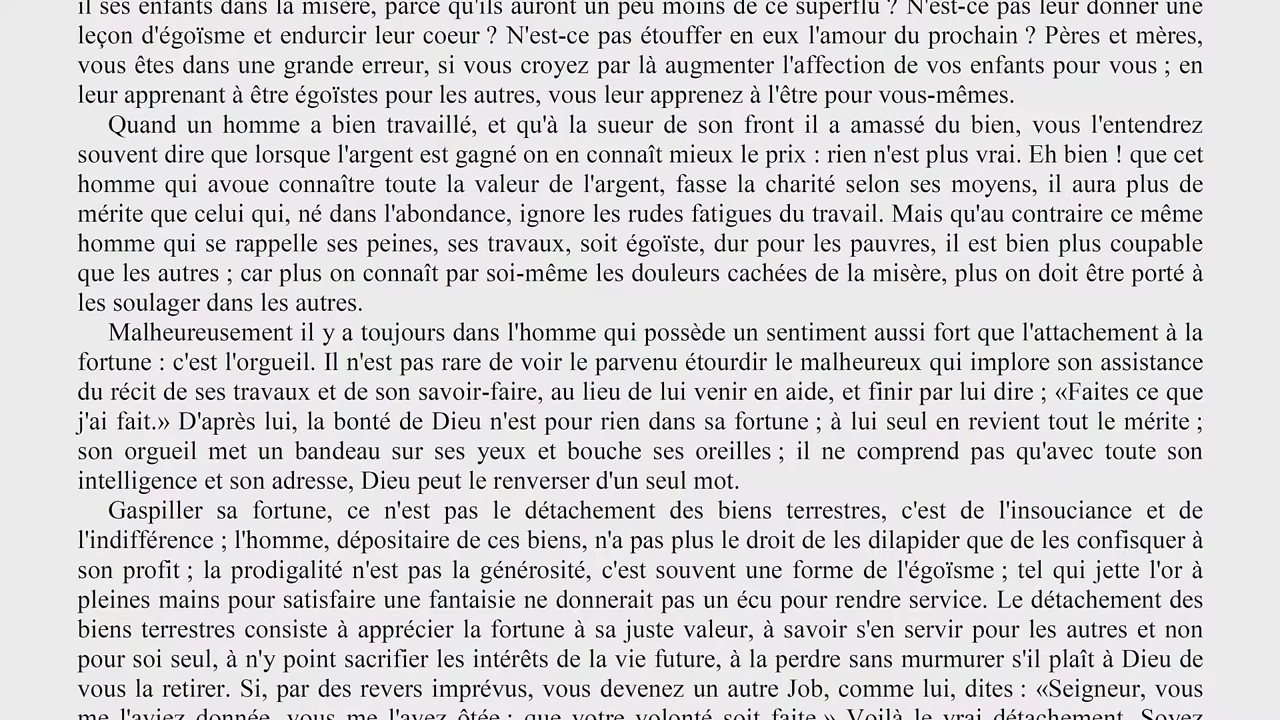 il ses enfants dans la misère, parce qu'ils auront un peu moins de ce superflu ? N'est-ce pas leur donner une
leçon d'égoïsme et endurcir leur coeur ? N'est-ce pas étouffer en eux l'amour du prochain ? Pères et mères,
vous êtes dans une grande erreur, si vous croyez par là augmenter l'affection de vos enfants pour vous ; en
leur apprenant à être égoïstes pour les autres, vous leur apprenez à l'être pour vous-mêmes.
Quand un homme a bien travaillé, et qu'à la sueur de son front il a amassé du bien, vous l'entendrez
souvent dire que lorsque l'argent est gagné on en connaît mieux le prix : rien n'est plus vrai. Eh bien ! que cet
homme qui avoue connaître toute la valeur de l'argent, fasse la charité selon ses moyens, il aura plus de
mérite que celui qui, né dans l'abondance, ignore les rudes fatigues du travail. Mais qu'au contraire ce même
homme qui se rappelle ses peines, ses travaux, soit égoïste, dur pour les pauvres, il est bien plus coupable
que les autres ; car plus on connaît par soi-même les douleurs cachées de la misère, plus on doit être porté à
les soulager dans les autres.
Malheureusement il y a toujours dans l'homme qui possède un sentiment aussi fort que l'attachement à la
fortune : c'est l'orgueil. Il n'est pas rare de voir le parvenu étourdir le malheureux qui implore son assistance
du récit de ses travaux et de son savoir-faire, au lieu de lui venir en aide, et finir par lui dire ; «Faites ce que
j'ai fait.» D'après lui, la bonté de Dieu n'est pour rien dans sa fortune ; à lui seul en revient tout le mérite ;
son orgueil met un bandeau sur ses yeux et bouche ses oreilles ; il ne comprend pas qu'avec toute son
intelligence et son adresse, Dieu peut le renverser d'un seul mot.
Gaspiller sa fortune, ce n'est pas le détachement des biens terrestres, c'est de l'insouciance et de
l'indifférence ; l'homme, dépositaire de ces biens, n'a pas plus le droit de les dilapider que de les confisquer à
son profit ; la prodigalité n'est pas la générosité, c'est souvent une forme de l'égoïsme ; tel qui jette l'or à
pleines mains pour satisfaire une fantaisie ne donnerait pas un écu pour rendre service. Le détachement des
biens terrestres consiste à apprécier la fortune à sa juste valeur, à savoir s'en servir pour les autres et non
pour soi seul, à n'y point sacrifier les intérêts de la vie future, à la perdre sans murmurer s'il plaît à Dieu de
vous la retirer. Si, par des revers imprévus, vous devenez un autre Job, comme lui, dites : «Seigneur, vous
me l'aviez donnée, vous me l'avez ôtée ; que votre volonté soit faite.» Voilà le vrai détachement. Soyez